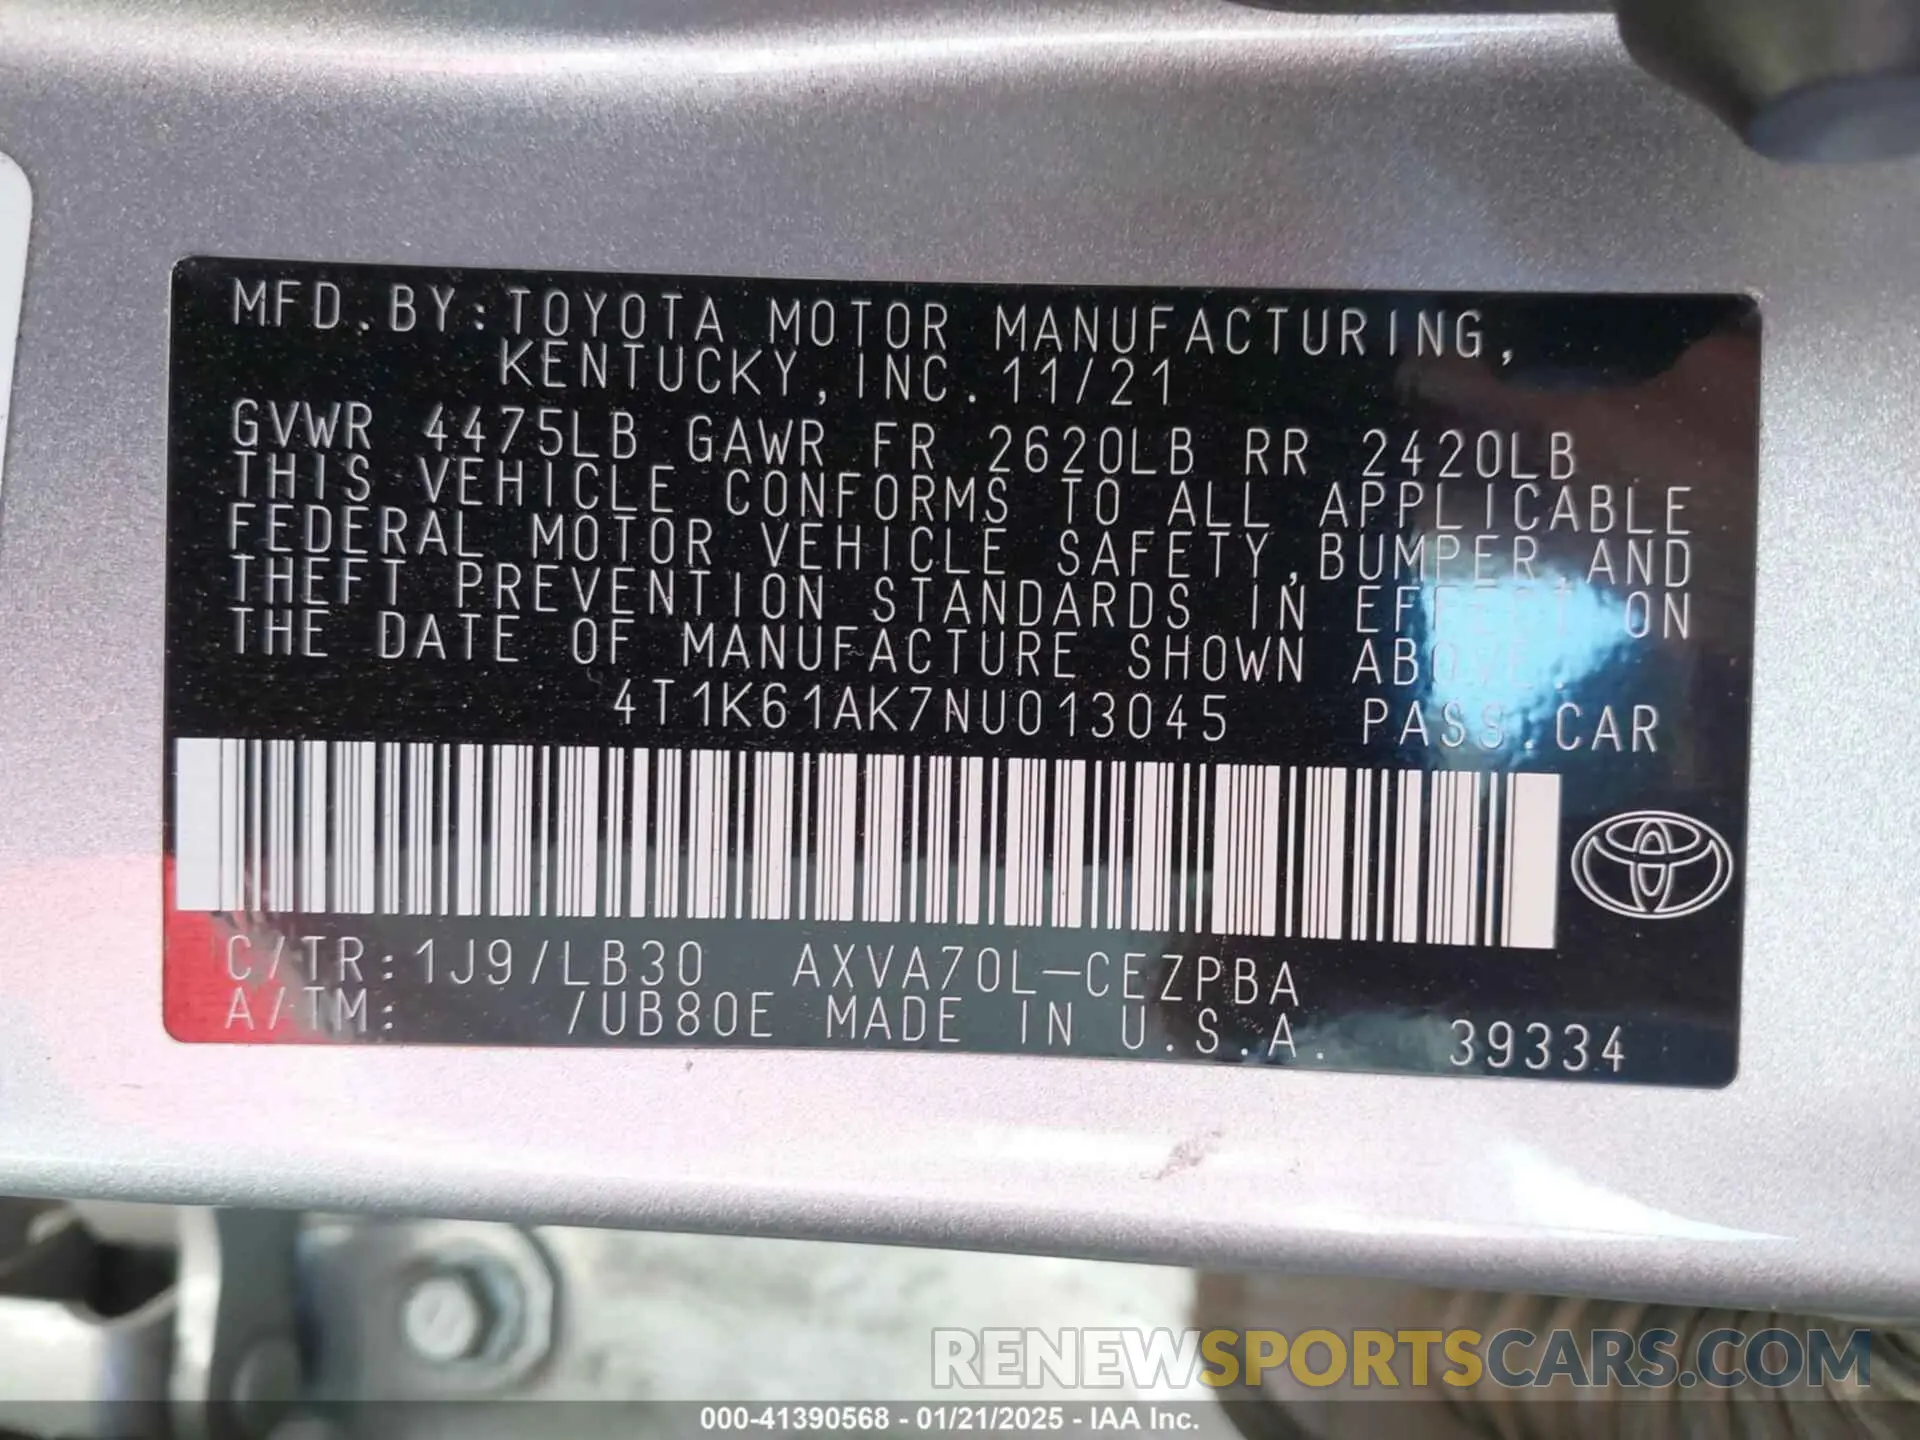 MFD.BY:TOYOTA MOTOR MANUFACTURING,
KENTUCKY,INC.11/21
GVWR 4475LB GAWR FR 2620LB RR 2420LB
THIS VEHICLE CONFORMS TO ALL APPLICABLE
FEDERAL MOTOR VEHICLE SAFETY,BUMPER,AND
THEFT PREVENTION STANDARDS IN EFFECT ON
THE DATE OF MANUFACTURE SHOWN ABOVE.
4T1K61AK7NU013045 PASS.CAR
C/TR:1J9/LB30 AXVA70L-CEZPBA
A/TM: /UB80E MADE IN U.S.A. 39334
RENEWSPORTSCARS.COM
000-41390568 - 01/21/2025 - IAA Inc.